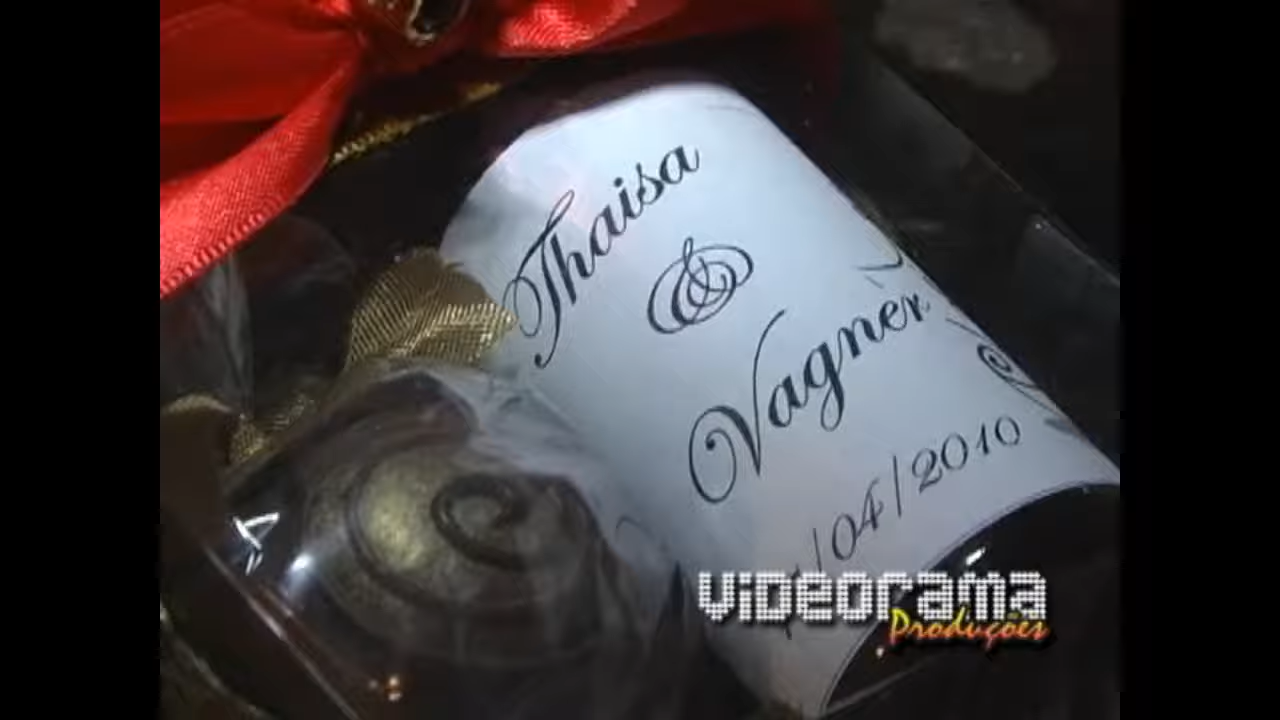 Thaisa
&
Vagner
/04/2010
VIDEORAMA
Produções